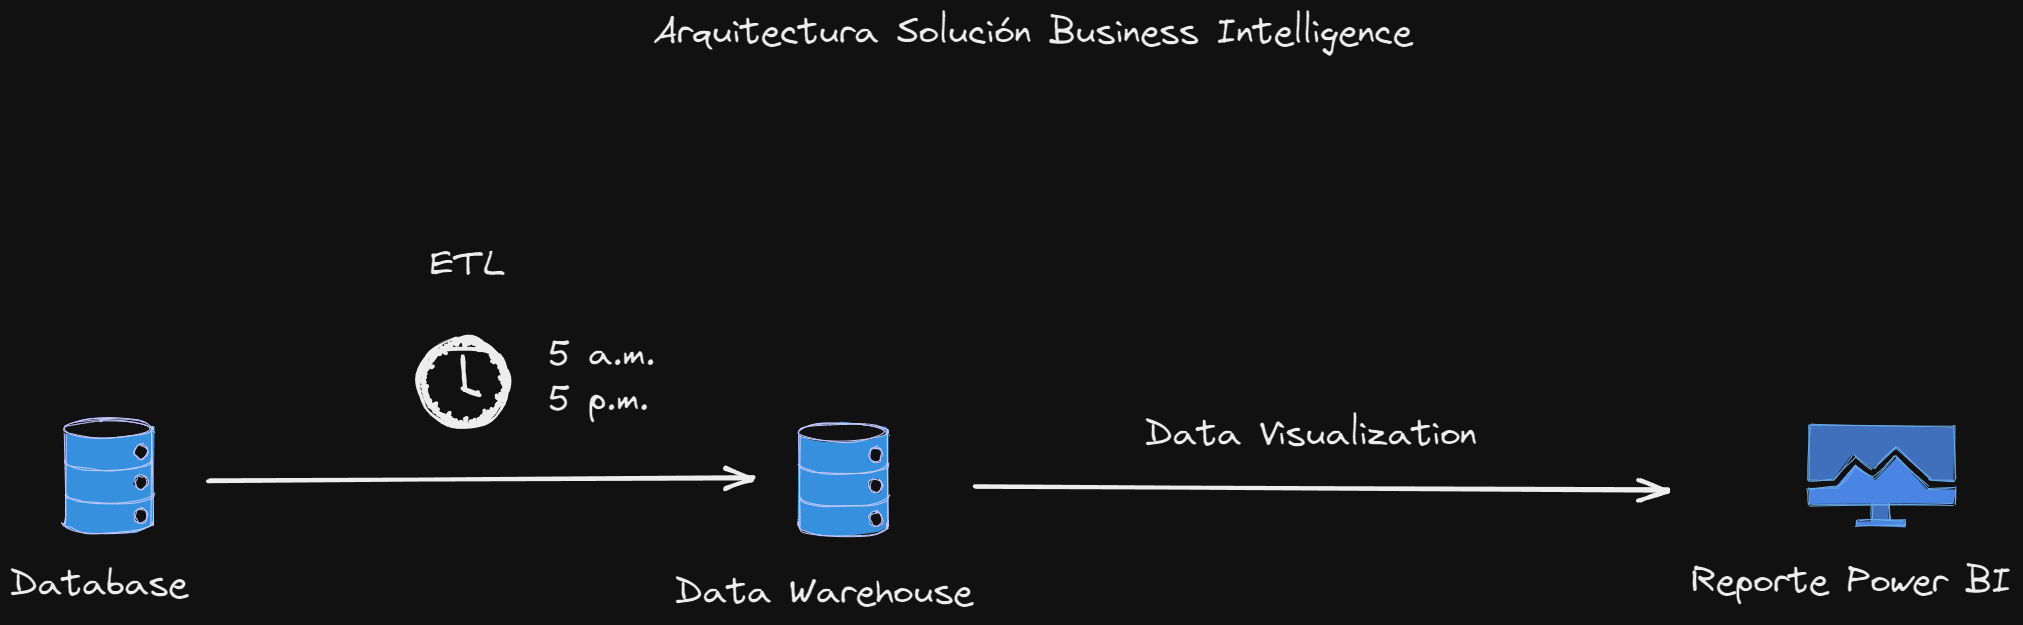 Arquitectura Solución Business Intelligence
ETL
5 a.m.
5 p.m.
Data Visualization
Database
Data Warehouse
Reporte Power BI